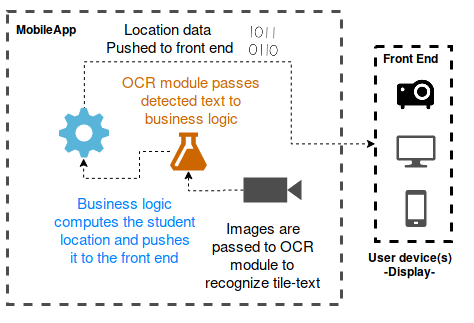 MobileApp
Location data
Pushed to front end
1011
0110
OCR module passes
detected text to
business logic
Business logic
computes the student
location and pushes
it to the front end
Images are
passed to OCR
module to
recognize tile-text
Front End
User device(s)
-Display-